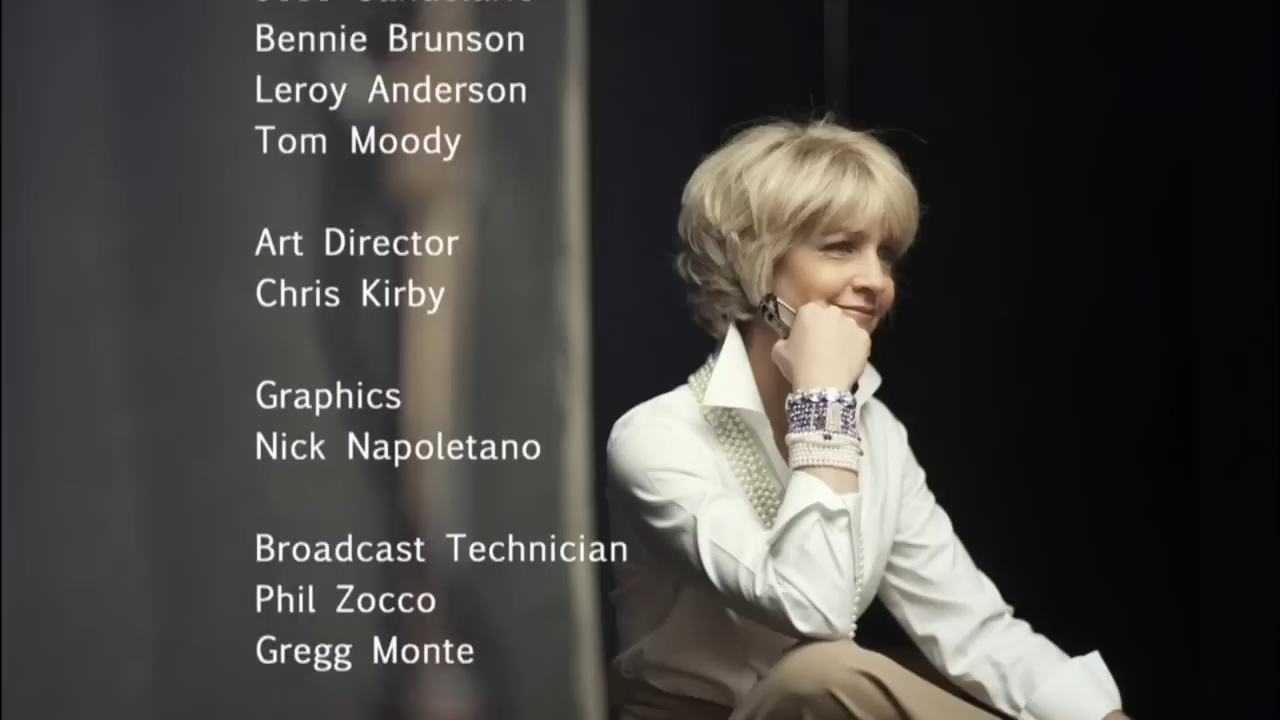 Bennie Brunson
Leroy Anderson
Tom Moody
Art Director
Chris Kirby
Graphics
Nick Napoletano
Broadcast Technician
Phil Zocco
Gregg Monte